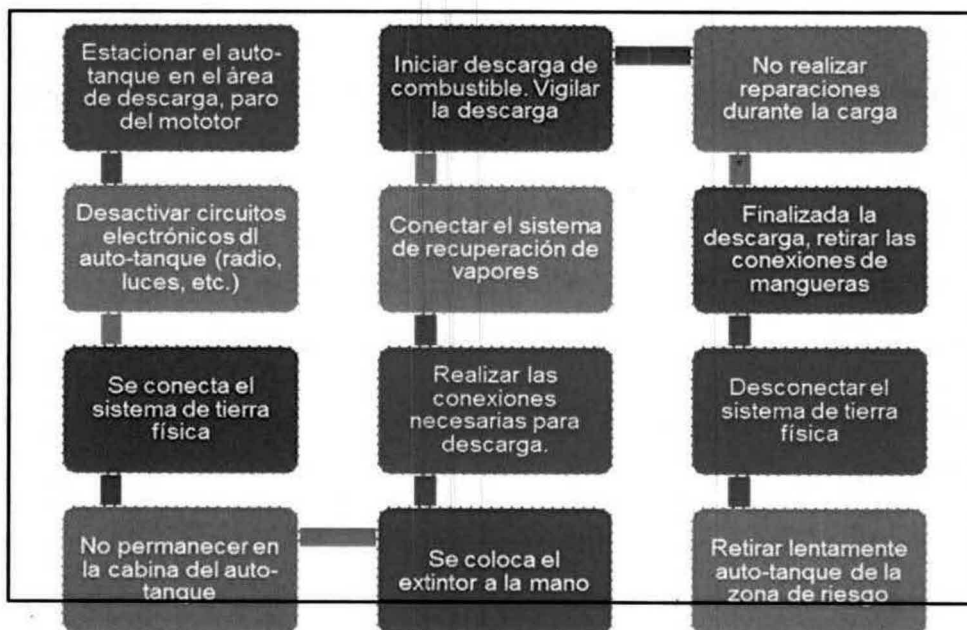 Estacionar el auto-
tanque en el área
de descarga, paro
del mototor
Desactivar circuitos
electrónicos dl
auto-tanque (radio,
luces, etc.)
Se conecta el
sistema de tierra
física
No permanecer en
la cabina del auto-
tanque
Se coloca el
extintor a la mano
Realizar las
conexiones
necesarias para
descarga.
Conectar el sistema
de recuperación de
vapores
Iniciar descarga de
combustible. Vigilar
la descarga
No realizar
reparaciones
durante la carga
Finalizada la
descarga, retirar las
conexiones de
mangueras
Desconectar el
sistema de tierra
física
Retirar lentamente
auto-tanque de la
zona de riesgo